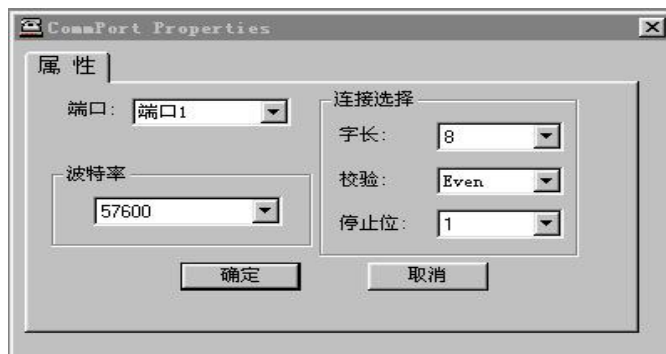 CommPort Properties
属 性
端口: 端口1
波特率
57600
连接选择
字长: 8
校验: Even
停止位: 1
确定
取消